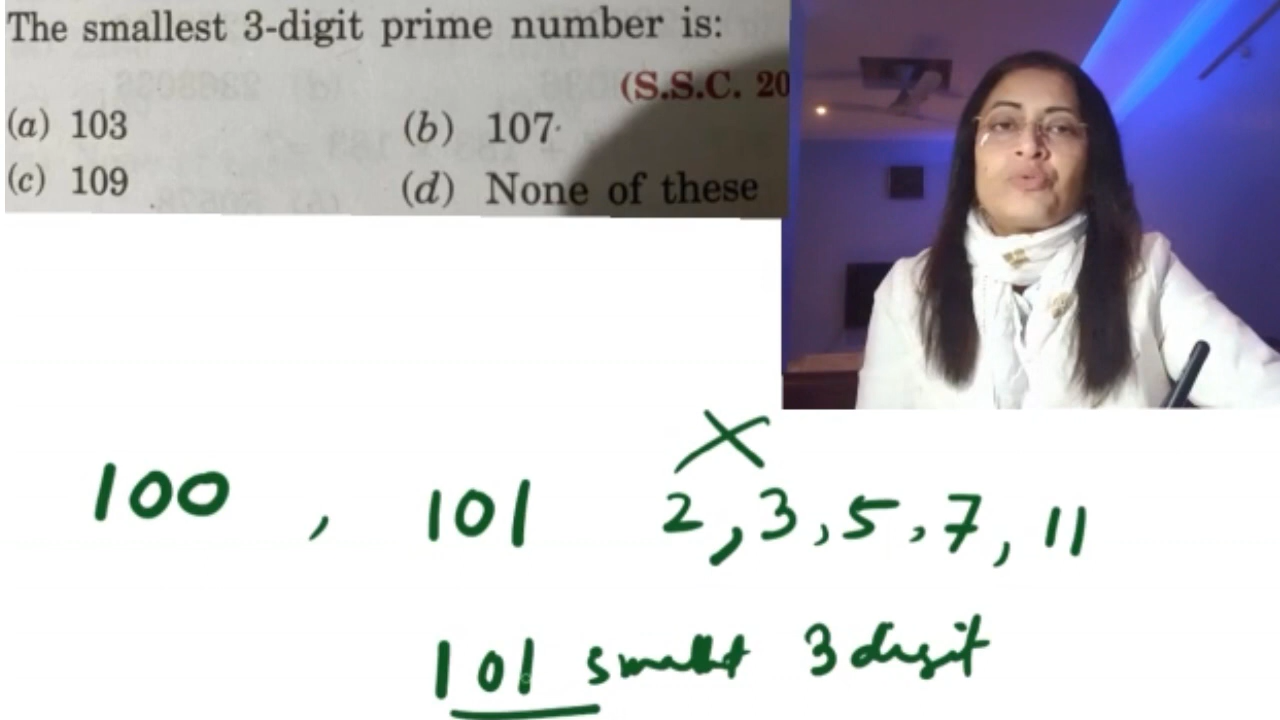 The smallest 3-digit prime number is:
(S.S.C. 20
(a) 103 (b) 107
(c) 109 (d) None of these
100 , 101 2, 3, 5, 7, 11
101 smallest 3 digit